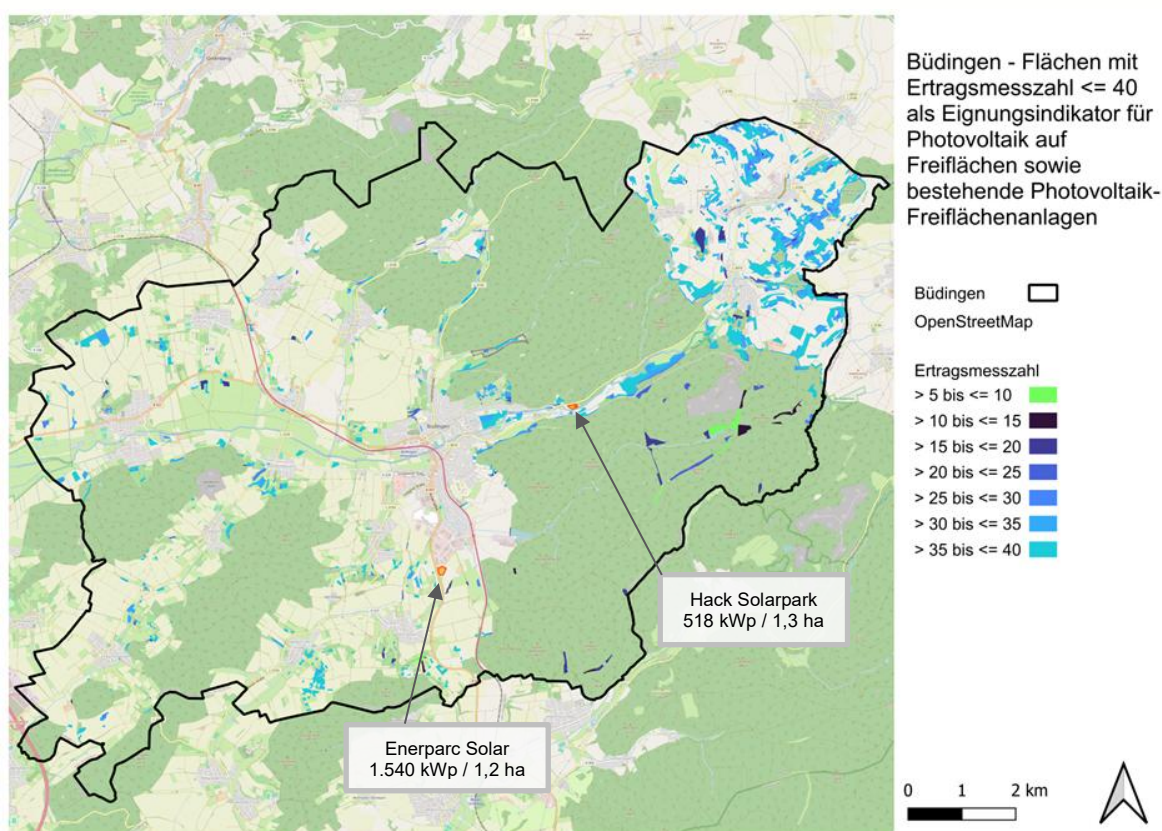 Büdingen - Flächen mit
Ertragsmesszahl <= 40
als Eignungsindikator für
Photovoltaik auf
Freiflächen sowie
bestehende Photovoltaik-
Freiflächenanlagen
Büdingen
OpenStreetMap
Ertragsmesszahl
> 5 bis <= 10
> 10 bis <= 15
> 15 bis <= 20
> 20 bis <= 25
> 25 bis <= 30
> 30 bis <= 35
> 35 bis <= 40
Büdingen
Hack Solarpark
518 kWp / 1,3 ha
Enerparc Solar
1.540 kWp / 1,2 ha
0 1 2 km